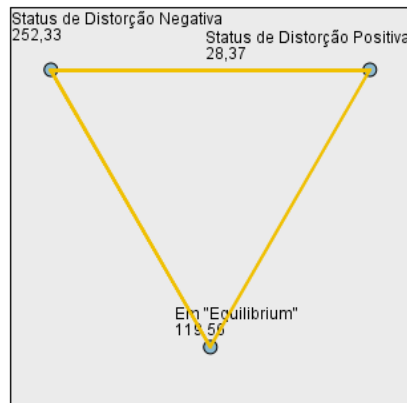 Status de Distorção Negativa
252,33
Status de Distorção Positiva
28,37
Em "Equilibrium"
119,56